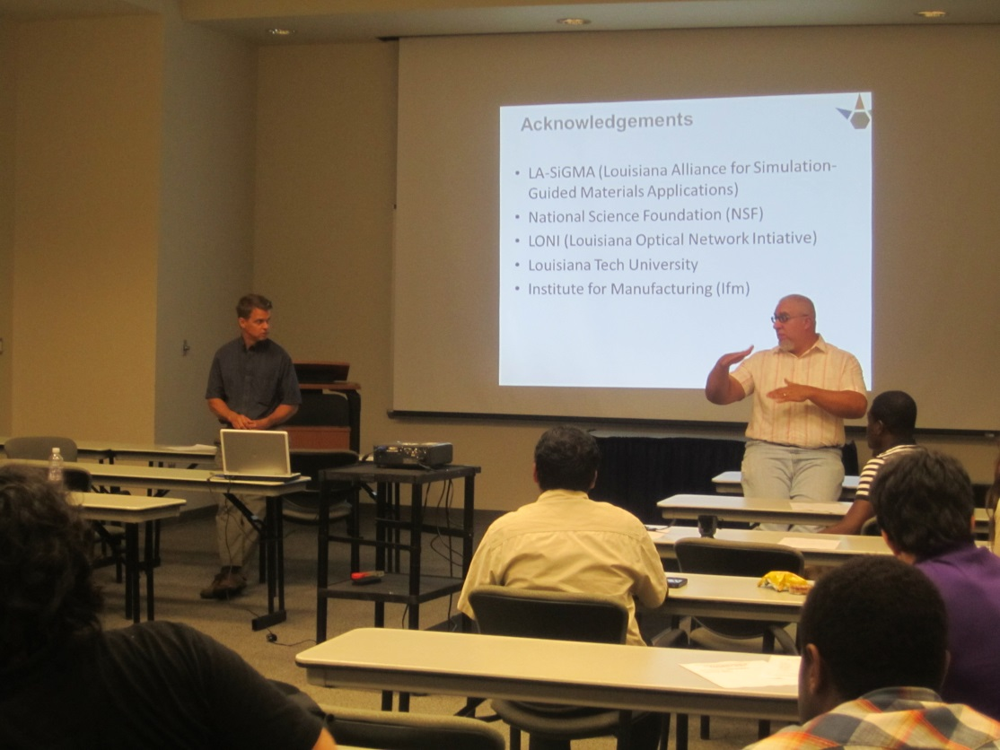 Acknowledgements
• LA-SiGMA (Louisiana Alliance for Simulation-
Guided Materials Applications)
• National Science Foundation (NSF)
• LONI (Louisiana Optical Network Intiative)
• Louisiana Tech University
• Institute for Manufacturing (Ifm)